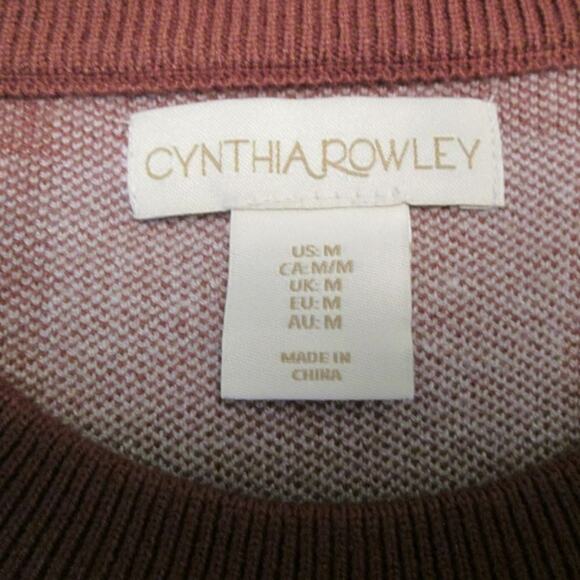 CYNTHIA ROWLEY
US: M
CA: M/M
UK: M
EU: M
AU: M
MADE IN
CHINA